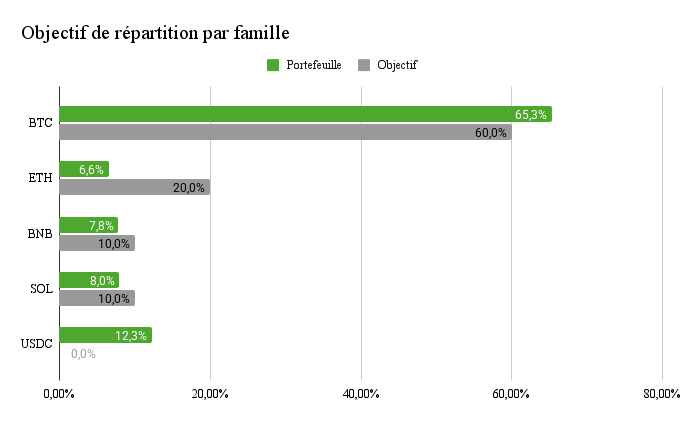 Objectif de répartition par famille
Portefeuille Objectif
BTC 65,3%
60,0%
ETH 6,6%
20,0%
BNB 7,8%
10,0%
SOL 8,0%
10,0%
USDC 12,3%
0,0%
0,00% 20,00% 40,00% 60,00% 80,00%